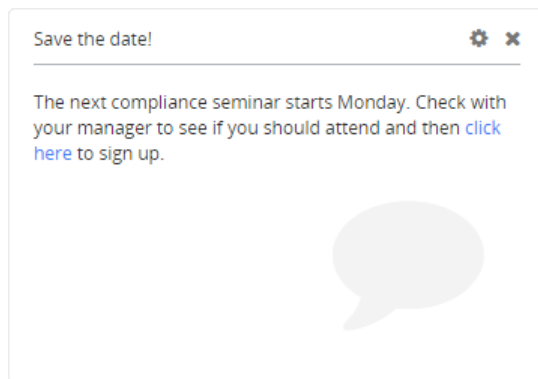 Save the date!
The next compliance seminar starts Monday. Check with
your manager to see if you should attend and then click
here to sign up.